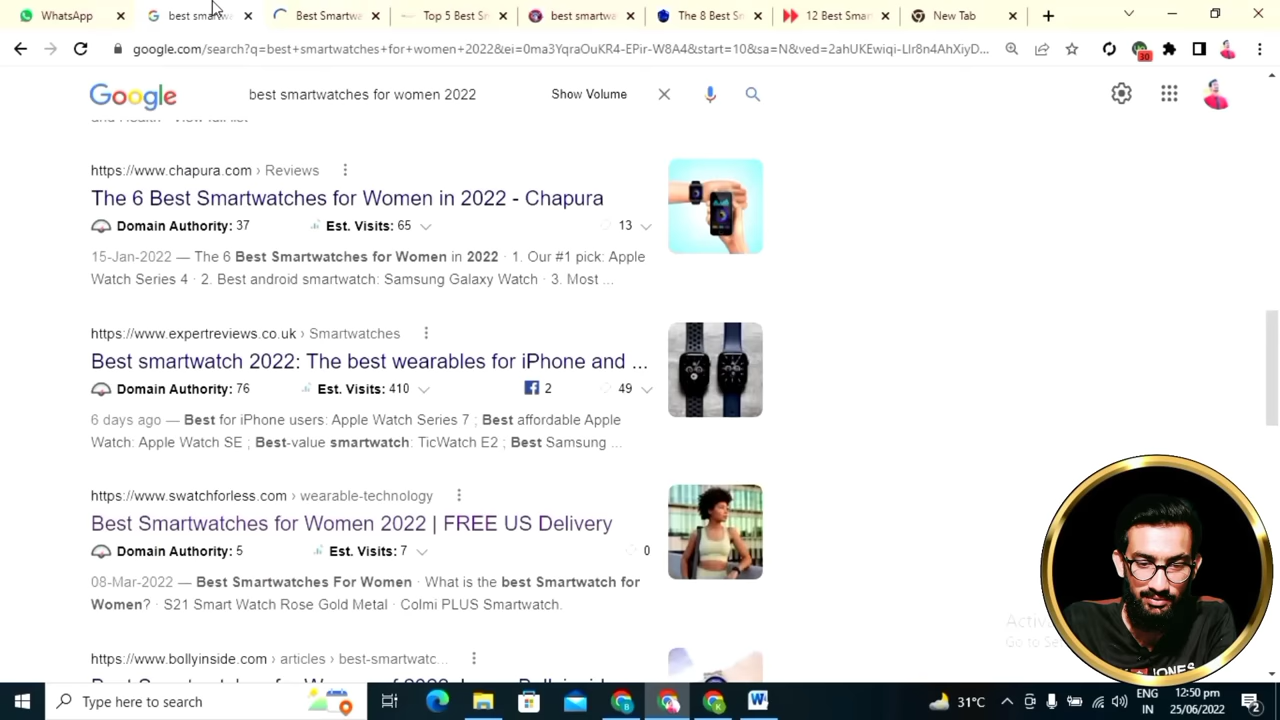 WhatsApp
best smartw
Best Smartwa
Top 5 Best Sm
best smartwa
The 8 Best Sm
12 Best Smar
New Tab
google.com/search?q=best+smartwatches+for+women+2022&ei=0ma3YqraOuKR4-EPir-W8A4&start=10&sa=N&ved=2ahUKEwiqi-LIr8n4AhXiyD...
30
Google
best smartwatches for women 2022
Show Volume
https://www.chapura.com › Reviews
The 6 Best Smartwatches for Women in 2022 - Chapura
Domain Authority: 37 Est. Visits: 65 13
15-Jan-2022 — The 6 Best Smartwatches for Women in 2022 · 1. Our #1 pick: Apple
Watch Series 4 · 2. Best android smartwatch: Samsung Galaxy Watch · 3. Most ...
https://www.expertreviews.co.uk › Smartwatches
Best smartwatch 2022: The best wearables for iPhone and ...
Domain Authority: 76 Est. Visits: 410 2 49
6 days ago — Best for iPhone users: Apple Watch Series 7 ; Best affordable Apple
Watch: Apple Watch SE ; Best-value smartwatch: TicWatch E2 ; Best Samsung ...
https://www.swatchforless.com › wearable-technology
Best Smartwatches for Women 2022 | FREE US Delivery
Domain Authority: 5 Est. Visits: 7 0
08-Mar-2022 — Best Smartwatches For Women · What is the best Smartwatch for
Women? · S21 Smart Watch Rose Gold Metal · Colmi PLUS Smartwatch.
https://www.bollyinside.com › articles › best-smartwatc...
Type here to search
31°C
ENG
IN
12:50 pm
25/06/2022
2